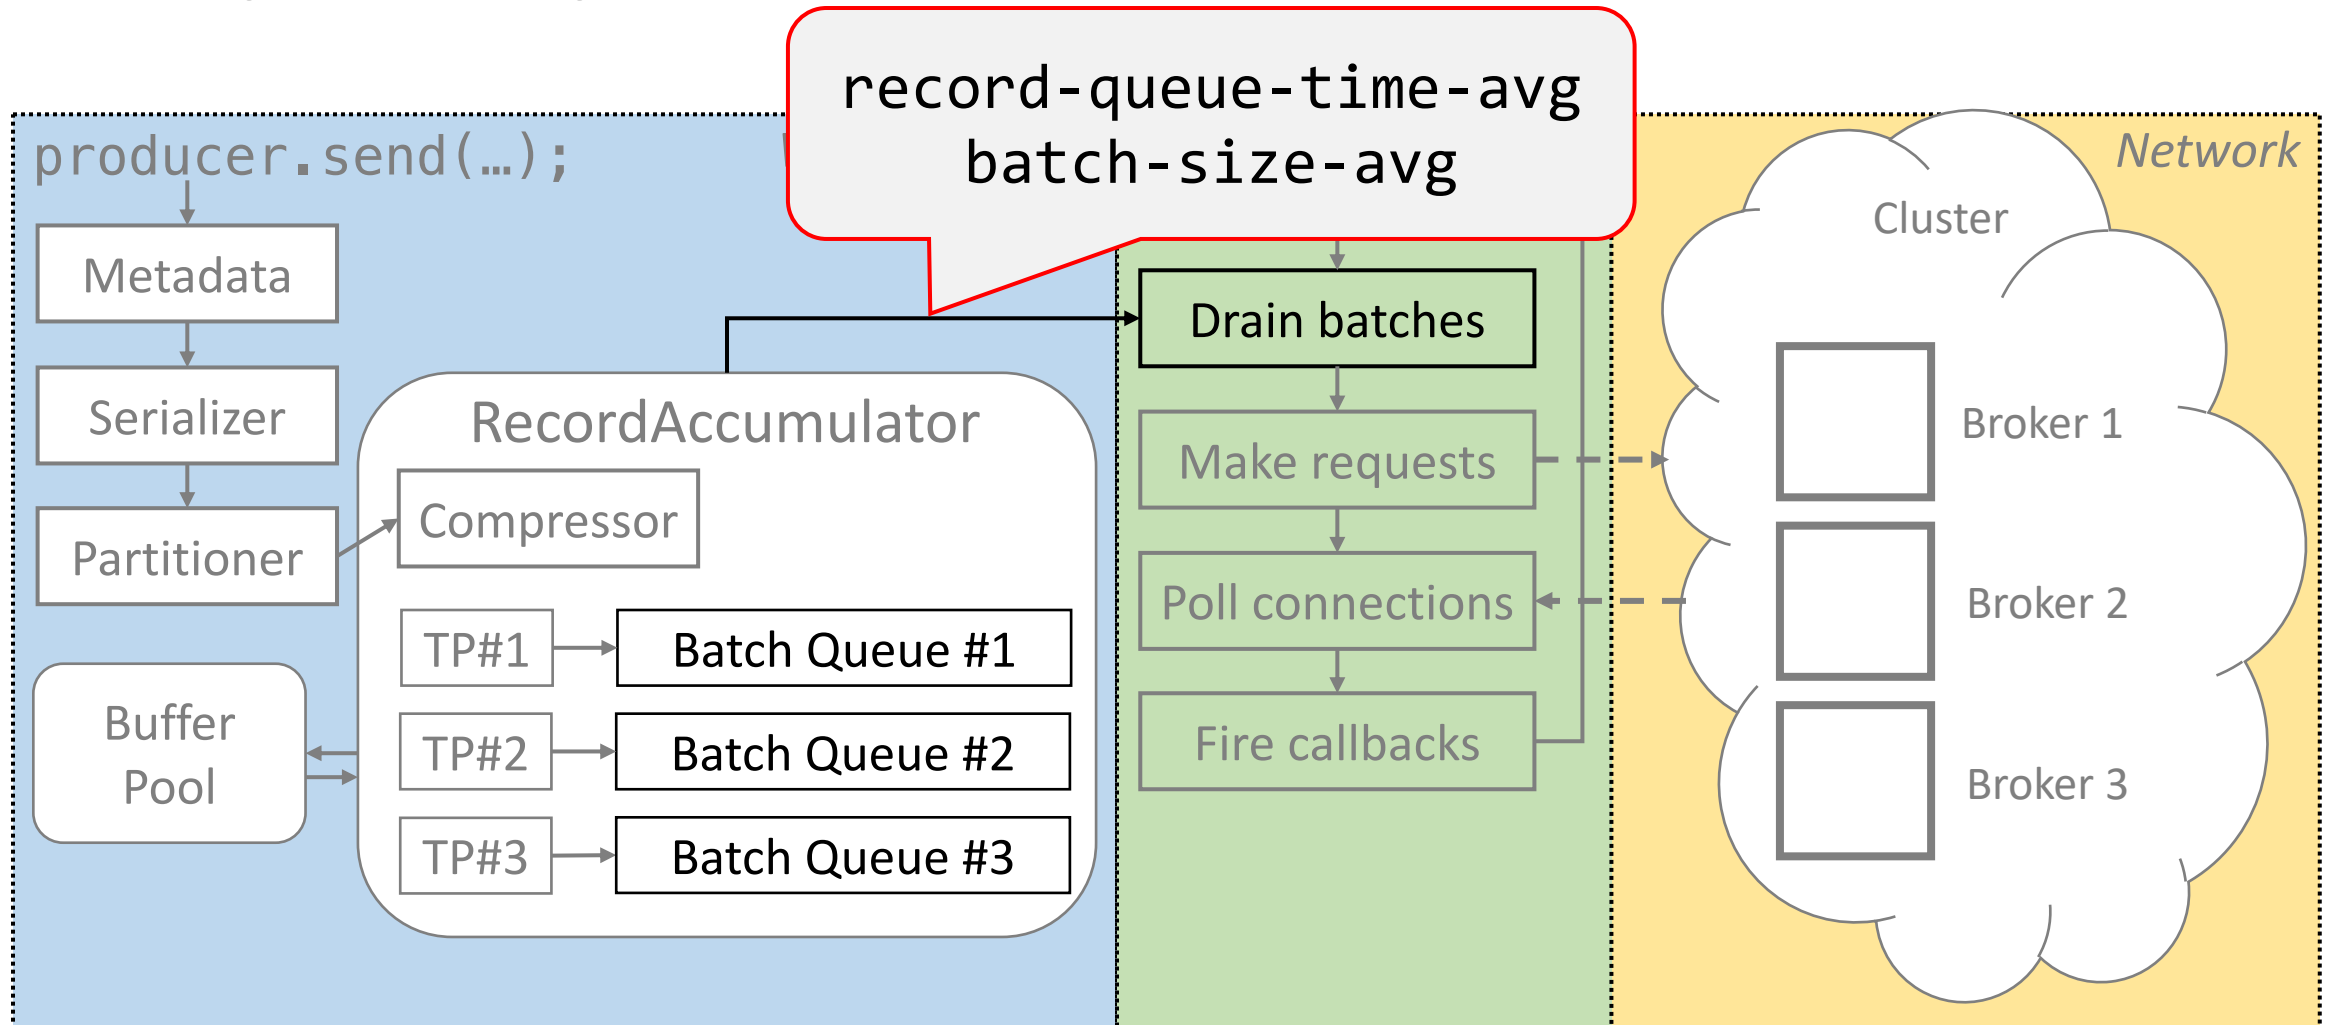 record-queue-time-avg
batch-size-avg
producer.send(…);
Metadata
Serializer
Partitioner
RecordAccumulator
Compressor
TP#1
Batch Queue #1
TP#2
Batch Queue #2
TP#3
Batch Queue #3
Buffer
Pool
Drain batches
Make requests
Poll connections
Fire callbacks
Network
Cluster
Broker 1
Broker 2
Broker 3